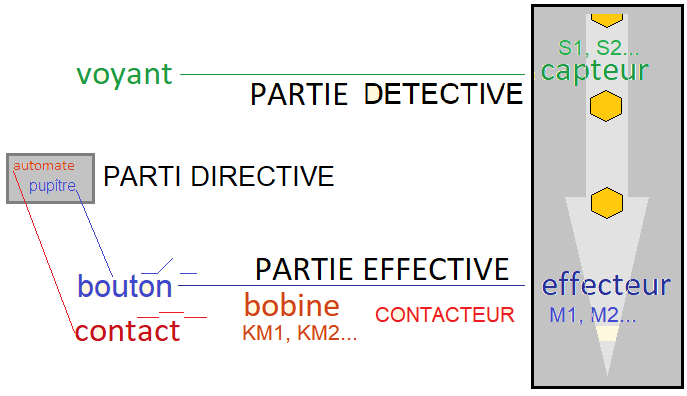 S1, S2...
voyant
capteur
PARTIE DETECTIVE
automate
pupître
PARTI DIRECTIVE
PARTIE EFFECTIVE
bouton
effecteur
bobine
CONTACTEUR
M1, M2...
contact
KM1, KM2...